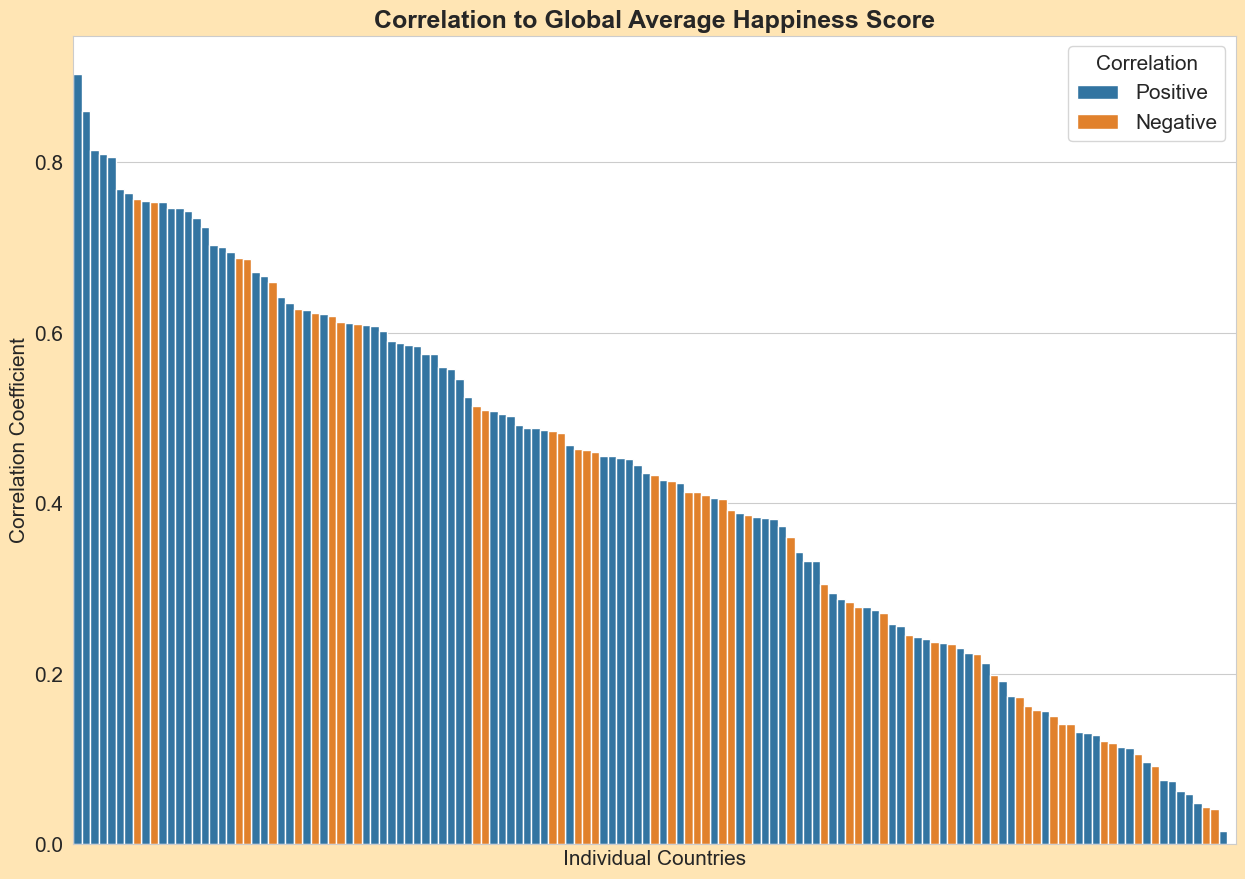 Correlation to Global Average Happiness Score
Correlation
Positive
Negative
0.8
0.6
0.4
0.2
0.0
Correlation Coefficient
Individual Countries